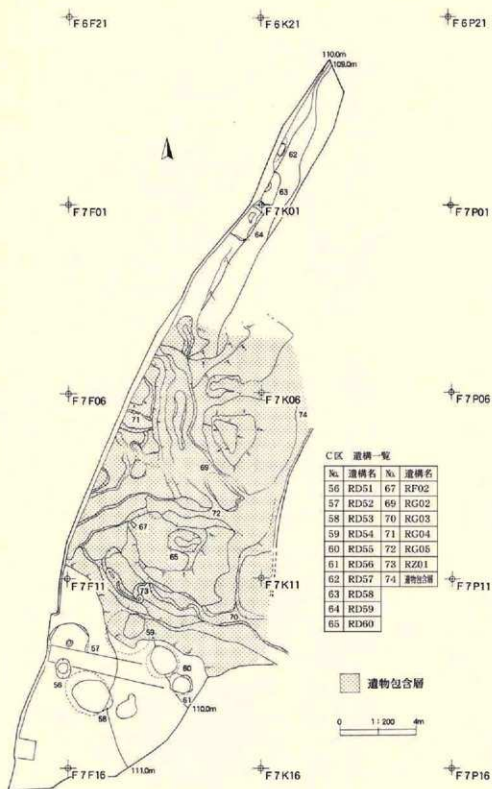 F6F21
F6K21
F6P21
110.0m
109.0m
62
63
F7F01
F7K01
F7P01
64
F7F06
F7K06
F7P06
71
74
69
72
67
65
C区 遺構一覧
No. 遺構名 No. 遺構名
56 RD51 67 RF02
57 RD52 69 RG02
58 RD53 70 RG03
59 RD54 71 RG04
60 RD55 72 RG05
61 RD56 73 RZ01
62 RD57 74 遺物包含層
63 RD58
64 RD59
65 RD60
F7F11
F7K11
F7P11
73
70
59
57
60
56
61
58
110.0m
遺物包含層
0 1:200 4m
111.0m
F7F16
F7K16
F7P16